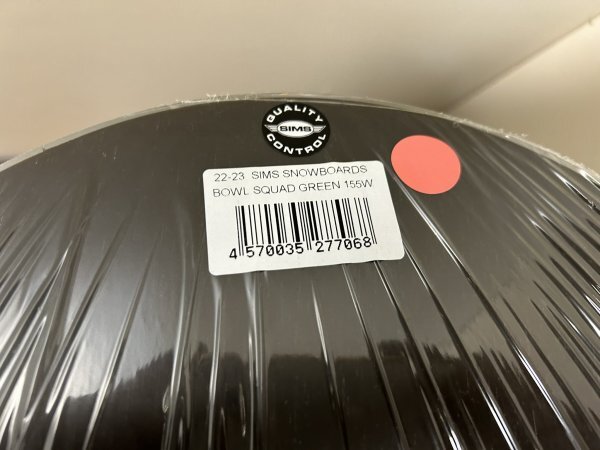 QUALITY
SIMS
CONTROL
22-23 SIMS SNOWBOARDS
BOWL SQUAD GREEN 155W
4 570035 277068